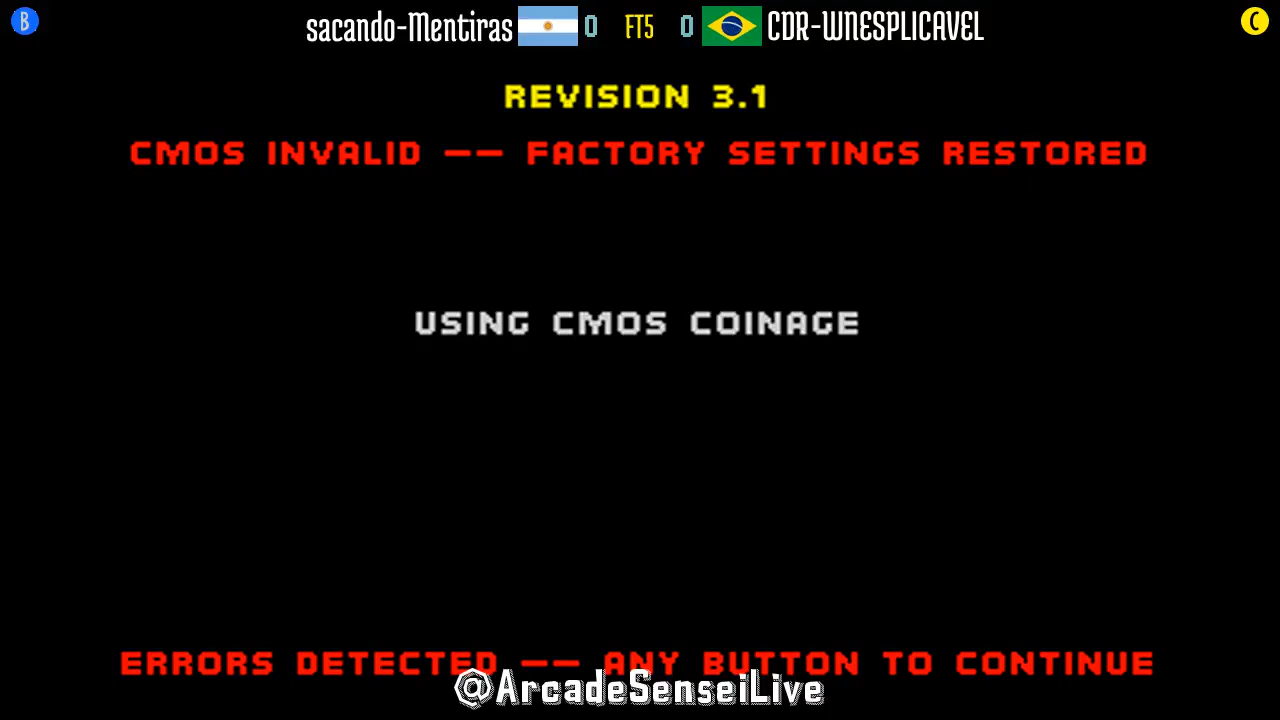 B sacando-Mentiras 0 FT5 0 CDR-WNESPLICAVEL C
REVISION 3.1
CMOS INVALID -- FACTORY SETTINGS RESTORED
USING CMOS COINAGE
ERRORS DETECTED -- ANY BUTTON TO CONTINUE
@ArcadeSenseiLive